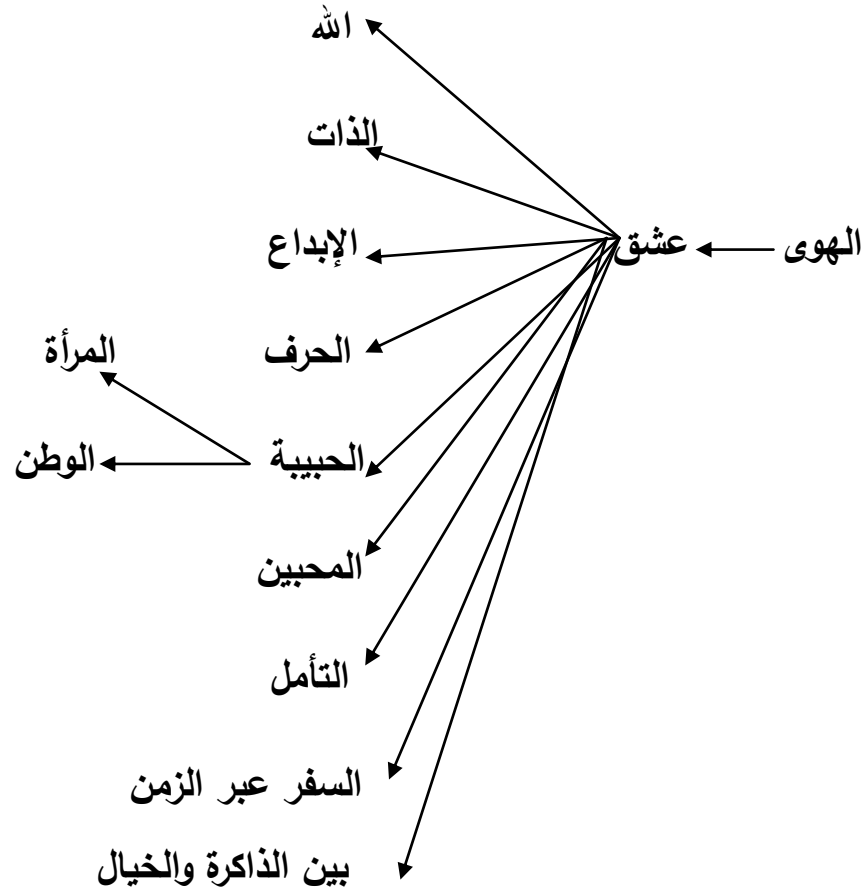 الله
الذات
الهوى
عشق
الإبداع
الحرف
المرأة
الحبيبة
الوطن
المحبين
التأمل
السفر عبر الزمن
بين الذاكرة والخيال